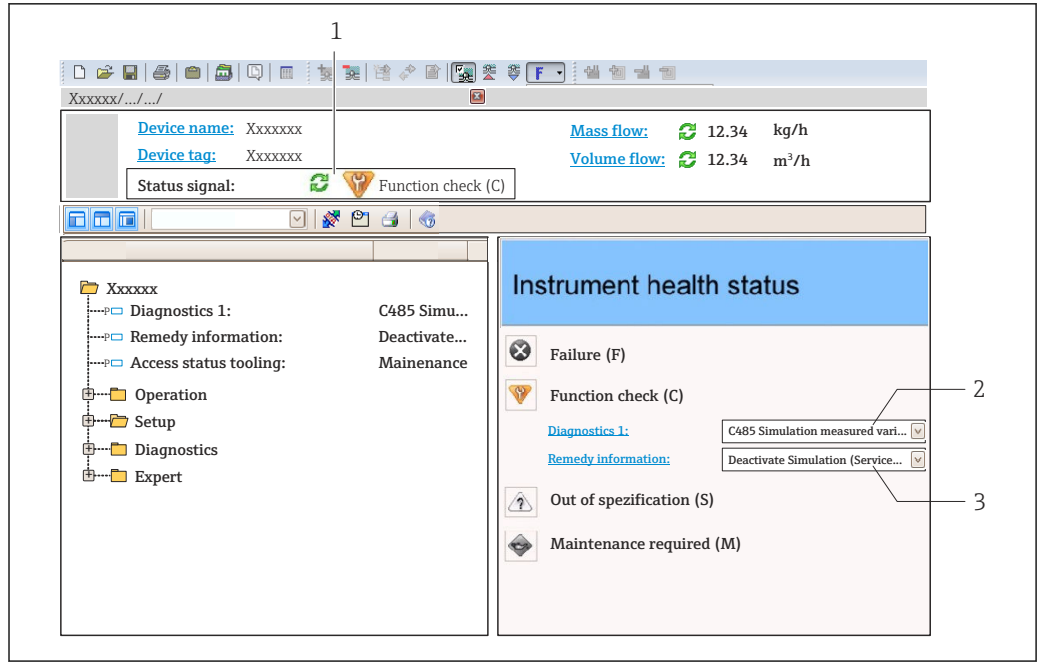 1
F
Xxxxxx/.../.../
Device name: Xxxxxxx
Mass flow: 12.34 kg/h
Device tag: Xxxxxxx
Volume flow: 12.34 m³/h
Status signal: Function check (C)
Xxxxxx
P Diagnostics 1: C485 Simu...
P Remedy information: Deactivate...
P Access status tooling: Mainenance
Operation
Setup
Diagnostics
Expert
Instrument health status
Failure (F)
Function check (C)
2
Diagnostics 1: C485 Simulation measured vari...
Remedy information: Deactivate Simulation (Service...
Out of spezification (S)
3
Maintenance required (M)